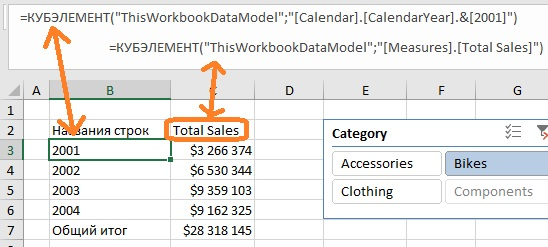 =КУБЭЛЕМЕНТ("ThisWorkbookDataModel";"[Calendar].[CalendarYear].&[2001]")
=КУБЭЛЕМЕНТ("ThisWorkbookDataModel";"[Measures].[Total Sales]")
A B C D E F G
1
2 Названия строк Total Sales
3 2001 $3 266 374
4 2002 $6 530 344
5 2003 $9 359 103
6 2004 $9 162 325
7 Общий итог $28 318 145
8
Category
Accessories Bikes
Clothing Components